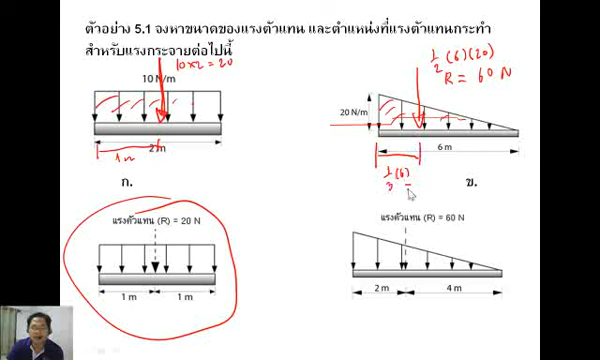 ตัวอย่าง 5.1 จงหาขนาดของแรงตัวแทน และตำแหน่งที่แรงตัวแทนกระทำ
สำหรับแรงกระจายต่อไปนี้
10×2=20
10 N/m
1 m
2 m
ก.
1/2 (6)(20)
R = 60 N
20 N/m
6 m
1/3 (6)
ข.
แรงตัวแทน (R) = 20 N
1 m
1 m
แรงตัวแทน (R) = 60 N
2 m
4 m